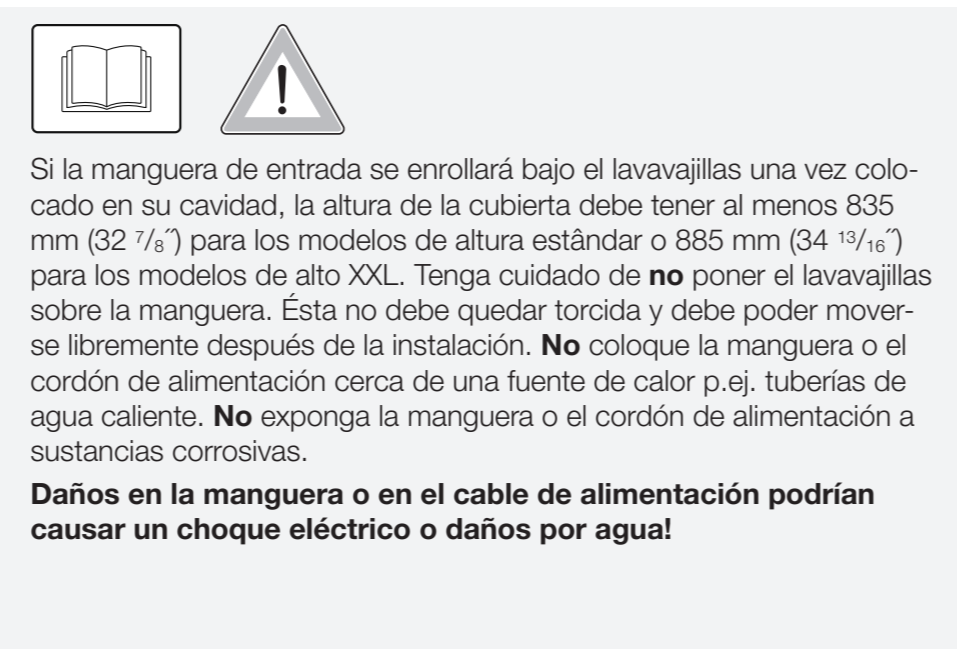 Si la manguera de entrada se enrollará bajo el lavavajillas una vez colo-
cado en su cavidad, la altura de la cubierta debe tener al menos 835
mm (32 ⁷/₈˝) para los modelos de altura estândar o 885 mm (34 ¹³/₁₆˝)
para los modelos de alto XXL. Tenga cuidado de no poner el lavavajillas
sobre la manguera. Ésta no debe quedar torcida y debe poder mover-
se libremente después de la instalación. No coloque la manguera o el
cordón de alimentación cerca de una fuente de calor p.ej. tuberías de
agua caliente. No exponga la manguera o el cordón de alimentación a
sustancias corrosivas.
Daños en la manguera o en el cable de alimentación podrían
causar un choque eléctrico o daños por agua!